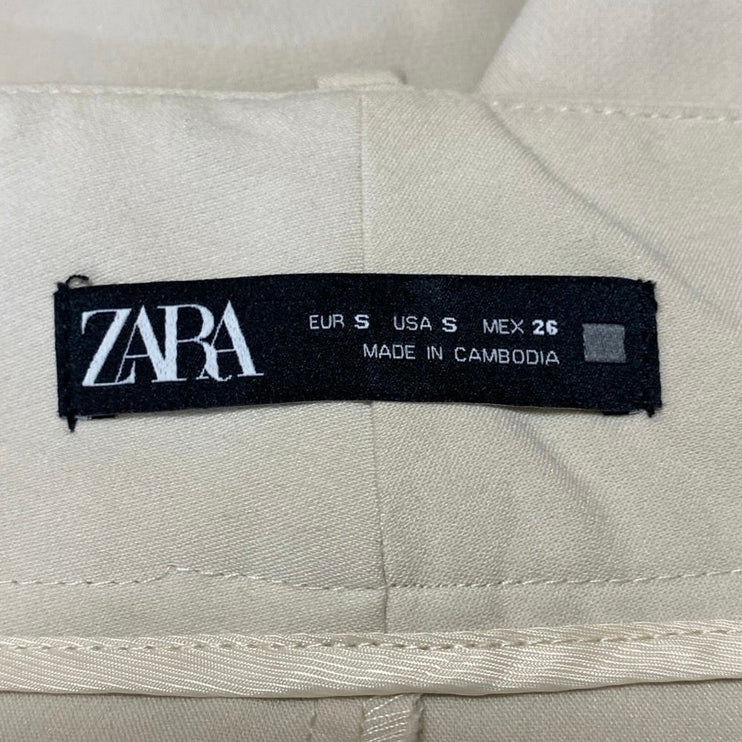 ZARA
EUR S USA S MEX 26
MADE IN CAMBODIA